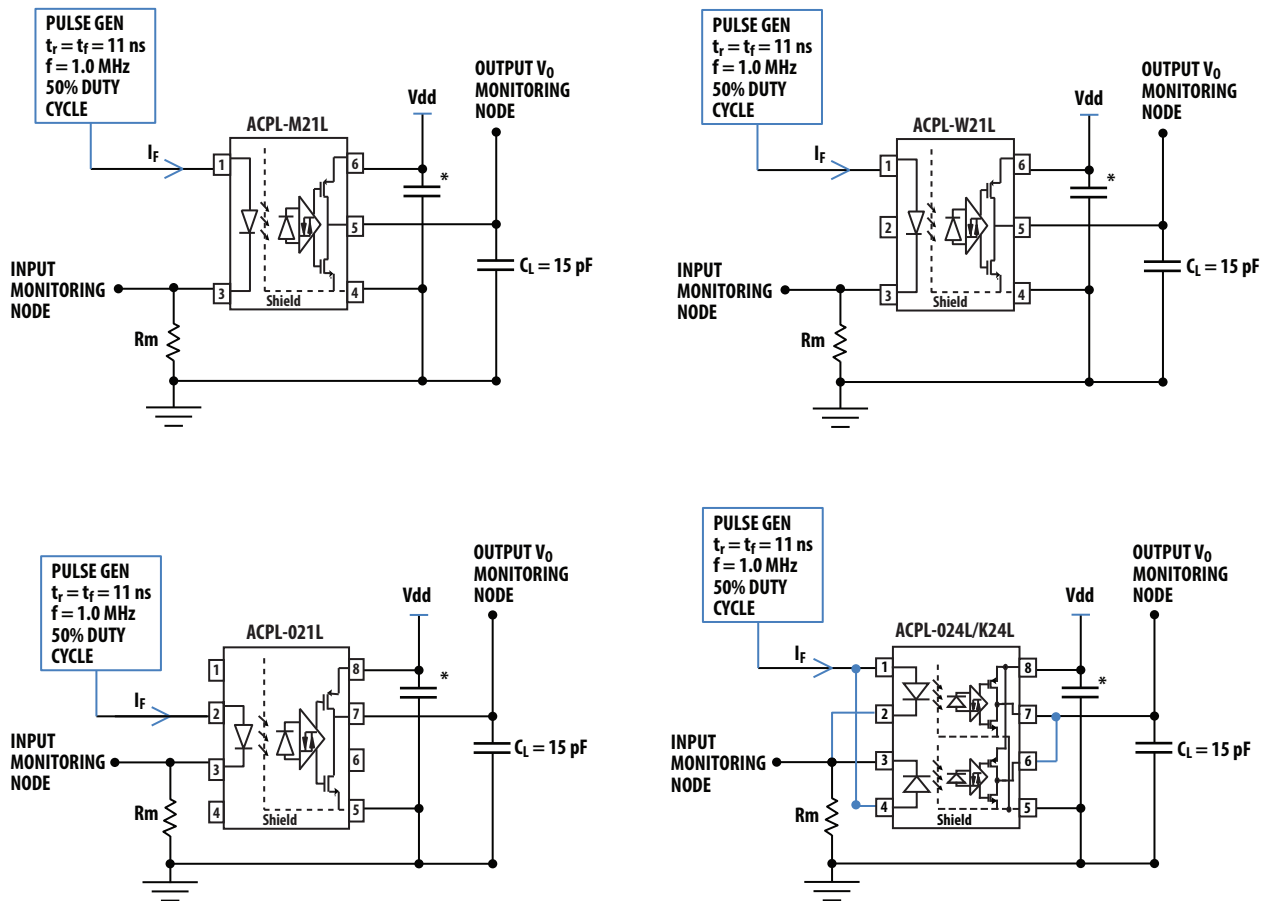 PULSE GEN
tr = tf = 11 ns
f = 1.0 MHz
50% DUTY
CYCLE
OUTPUT V0
MONITORING
NODE
Vdd
ACPL-M21L
IF
1
6
*
5
CL = 15 pF
INPUT
MONITORING
NODE
3
4
Shield
Rm
PULSE GEN
tr = tf = 11 ns
f = 1.0 MHz
50% DUTY
CYCLE
OUTPUT V0
MONITORING
NODE
Vdd
ACPL-W21L
IF
1
6
*
2
5
CL = 15 pF
INPUT
MONITORING
NODE
3
4
Shield
Rm
PULSE GEN
tr = tf = 11 ns
f = 1.0 MHz
50% DUTY
CYCLE
OUTPUT V0
MONITORING
NODE
Vdd
ACPL-021L
1
8
*
IF
2
7
INPUT
MONITORING
NODE
3
6
CL = 15 pF
4
5
Shield
Rm
PULSE GEN
tr = tf = 11 ns
f = 1.0 MHz
50% DUTY
CYCLE
OUTPUT V0
MONITORING
NODE
Vdd
ACPL-024L/K24L
IF
1
8
*
2
7
INPUT
MONITORING
NODE
3
6
CL = 15 pF
4
5
Shield
Rm